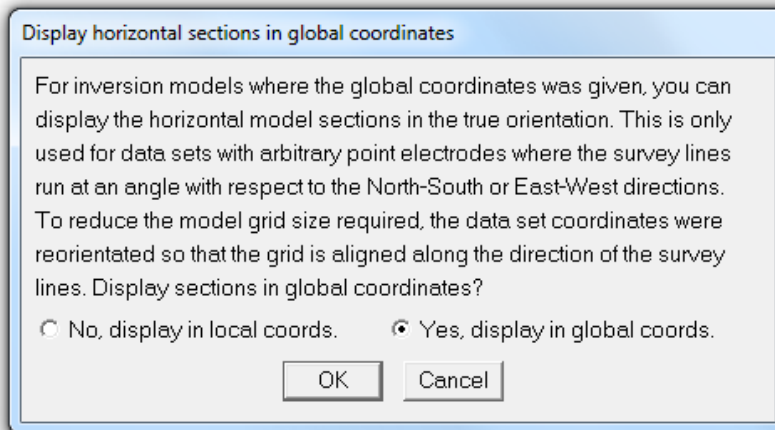 Display horizontal sections in global coordinates
For inversion models where the global coordinates was given, you can
display the horizontal model sections in the true orientation. This is only
used for data sets with arbitrary point electrodes where the survey lines
run at an angle with respect to the North-South or East-West directions.
To reduce the model grid size required, the data set coordinates were
reorientated so that the grid is aligned along the direction of the survey
lines. Display sections in global coordinates?
No, display in local coords. Yes, display in global coords.
OK Cancel